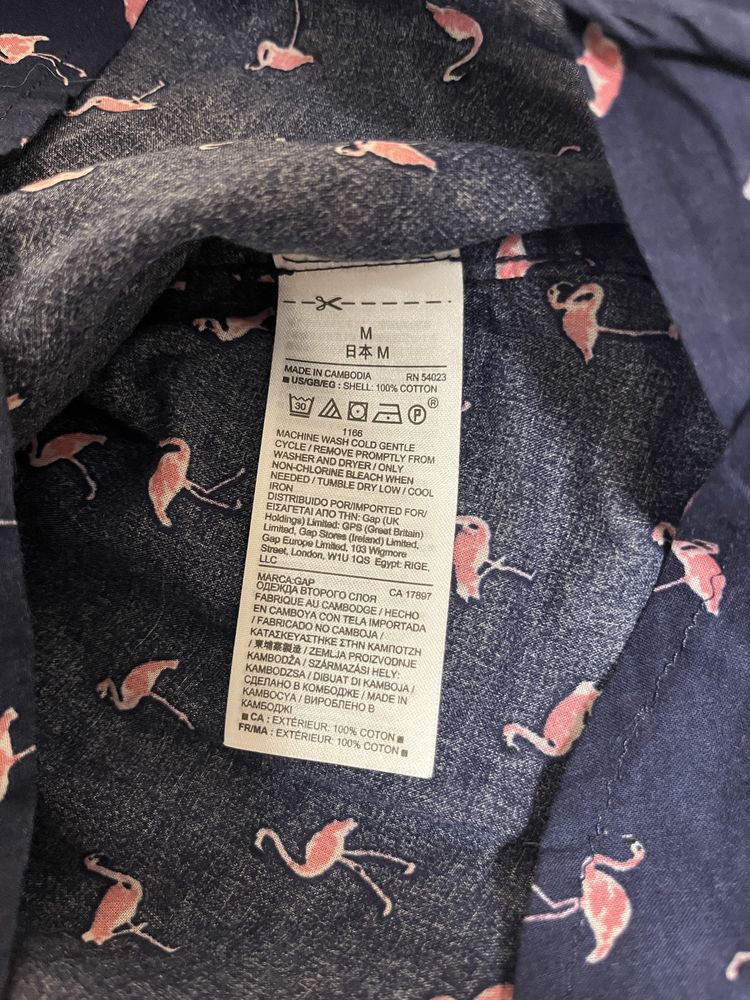 M
日本 M
MADE IN CAMBODIA RN 54023
■ US/GB/EG : SHELL: 100% COTTON
30 P ®
1166
MACHINE WASH COLD GENTLE
CYCLE / REMOVE PROMPTLY FROM
WASHER AND DRYER / ONLY
NON-CHLORINE BLEACH WHEN
NEEDED / TUMBLE DRY LOW / COOL
IRON
DISTRIBUIDO POR/IMPORTED FOR/
ΕΙΣΑΓΕΤΑΙ ΑΠΟ ΤΗΝ: Gap (UK
Holdings) Limited: GPS (Great Britain)
Limited, Gap Stores (Ireland) Limited,
Gap Europe Limited, 103 Wigmore
Street, London, W1U 1QS Egypt: RIGE,
LLC
MARCA:GAP CA 17897
ОДЕЖДА ВТОРОГО СЛОЯ
FABRIQUE AU CAMBODGE / HECHO
EN CAMBOYA CON TELA IMPORTADA
/ FABRICADO NO CAMBOJA /
ΚΑΤΑΣΚΕΥΑΣΤΗΚΕ ΣΤΗΝ ΚΑΜΠΟΤΖΗ
/ 柬埔寨製造 / ZEMLJA PROIZVODNJE
KAMBODŽA / SZÁRMAZÁSI HELY:
KAMBODZSA / DIBUAT DI KAMBOJA /
СДЕЛАНО В КОМБОДЖЕ / MADE IN
KAMBOCYA / ВИРОБЛЕНО В
КАМБОДЖІ
■ CA : EXTÉRIEUR: 100% COTON ■
FR/MA : EXTÉRIEUR: 100% COTON ■